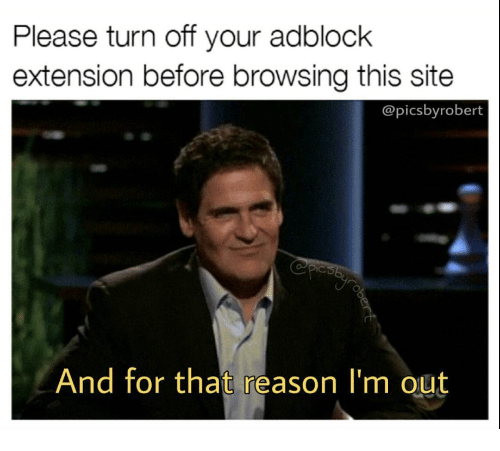 Please turn off your adblock
extension before browsing this site
@picsbyrobert
@picsbyrobert
And for that reason I'm out